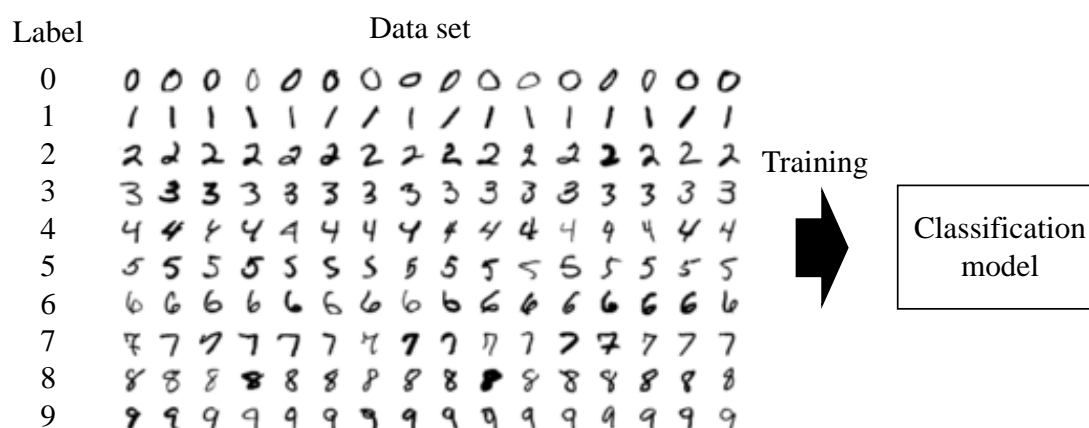 Label Data set
0 0 0 0 0 0 0 0 0 0 0 0 0 0 0 0 0
1 1 1 1 1 1 1 1 1 1 1 1 1 1 1 1 1
2 2 2 2 2 2 2 2 2 2 2 2 2 2 2 2 2
3 3 3 3 3 3 3 3 3 3 3 3 3 3 3 3 3
4 4 4 4 4 4 4 4 4 4 4 4 4 4 4 4 4
5 5 5 5 5 5 5 5 5 5 5 5 5 5 5 5 5
6 6 6 6 6 6 6 6 6 6 6 6 6 6 6 6 6
7 7 7 7 7 7 7 7 7 7 7 7 7 7 7 7 7
8 8 8 8 8 8 8 8 8 8 8 8 8 8 8 8 8
9 9 9 9 9 9 9 9 9 9 9 9 9 9 9 9 9
Training
Classification
model